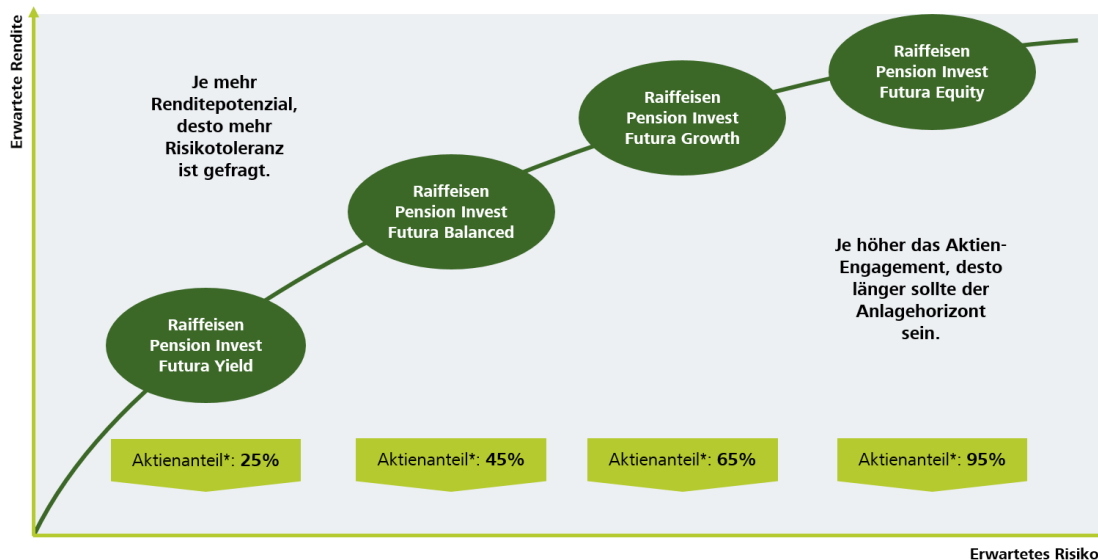 Erwartete Rendite
Je mehr
Renditepotenzial,
desto mehr
Risikotoleranz
ist gefragt.
Raiffeisen
Pension Invest
Futura Yield
Raiffeisen
Pension Invest
Futura Balanced
Raiffeisen
Pension Invest
Futura Growth
Raiffeisen
Pension Invest
Futura Equity
Je höher das Aktien-
Engagement, desto
länger sollte der
Anlagehorizont
sein.
Aktienanteil*: 25%
Aktienanteil*: 45%
Aktienanteil*: 65%
Aktienanteil*: 95%
Erwartetes Risiko